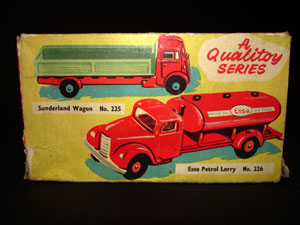 A
Qualitoy
SERIES
Sunderland Wagon No. 225
Esso
Esso Petrol Lorry No. 226